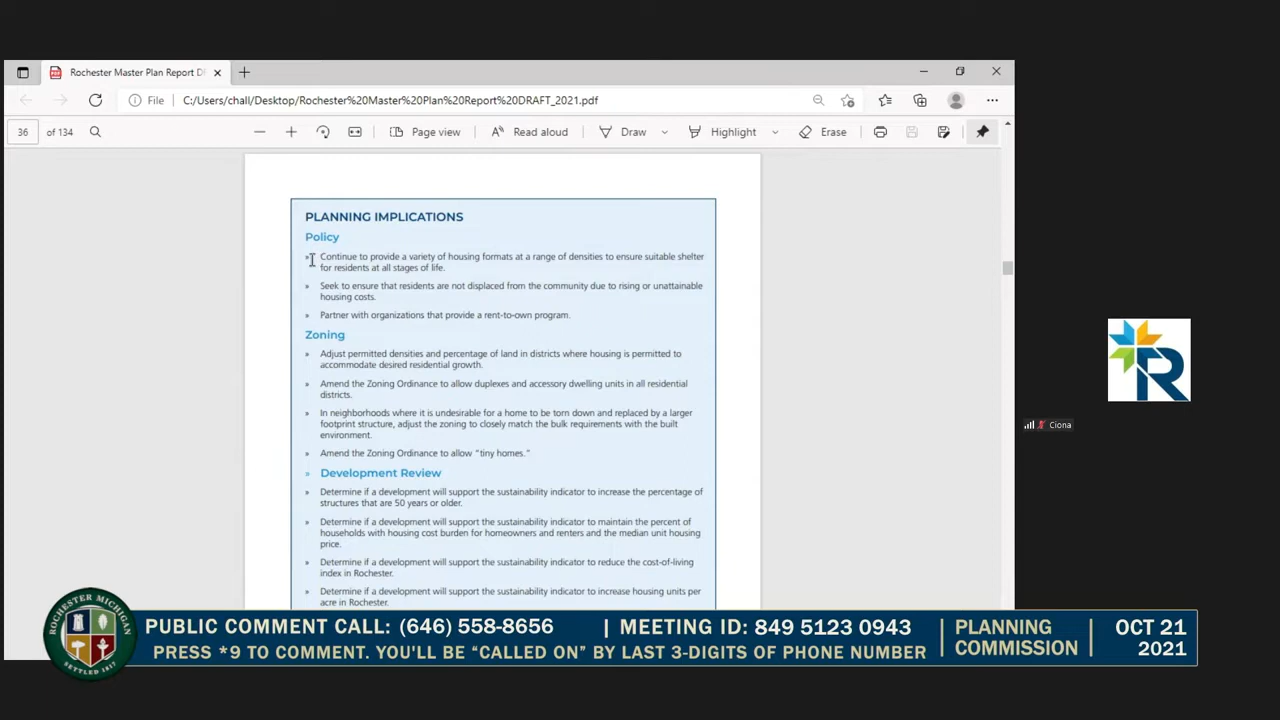 Rochester Master Plan Report D
File C:/Users/chall/Desktop/Rochester%20Master%20Plan%20Report%20DRAFT_2021.pdf
36 of 134 Page view Read aloud Draw Highlight Erase
PLANNING IMPLICATIONS
Policy
» Continue to provide a variety of housing formats at a range of densities to ensure suitable shelter
for residents at all stages of life.
» Seek to ensure that residents are not displaced from the community due to rising or unattainable
housing costs.
» Partner with organizations that provide a rent-to-own program.
Zoning
» Adjust permitted densities and percentage of land in districts where housing is permitted to
accommodate desired residential growth.
» Amend the Zoning Ordinance to allow duplexes and accessory dwelling units in all residential
districts.
» In neighborhoods where it is undesirable for a home to be torn down and replaced by a larger
footprint structure, adjust the zoning to closely match the bulk requirements with the built
environment.
» Amend the Zoning Ordinance to allow "tiny homes."
» Development Review
» Determine if a development will support the sustainability indicator to increase the percentage of
structures that are 50 years or older.
» Determine if a development will support the sustainability indicator to maintain the percent of
households with housing cost burden for homeowners and renters and the median unit housing
price.
» Determine if a development will support the sustainability indicator to reduce the cost-of-living
index in Rochester.
» Determine if a development will support the sustainability indicator to increase housing units per
acre in Rochester.
R
Ciona
ROCHESTER MICHIGAN
SETTLED 1817
PUBLIC COMMENT CALL: (646) 558-8656 | MEETING ID: 849 5123 0943
PRESS *9 TO COMMENT. YOU'LL BE "CALLED ON" BY LAST 3-DIGITS OF PHONE NUMBER
PLANNING
COMMISSION
OCT 21
2021